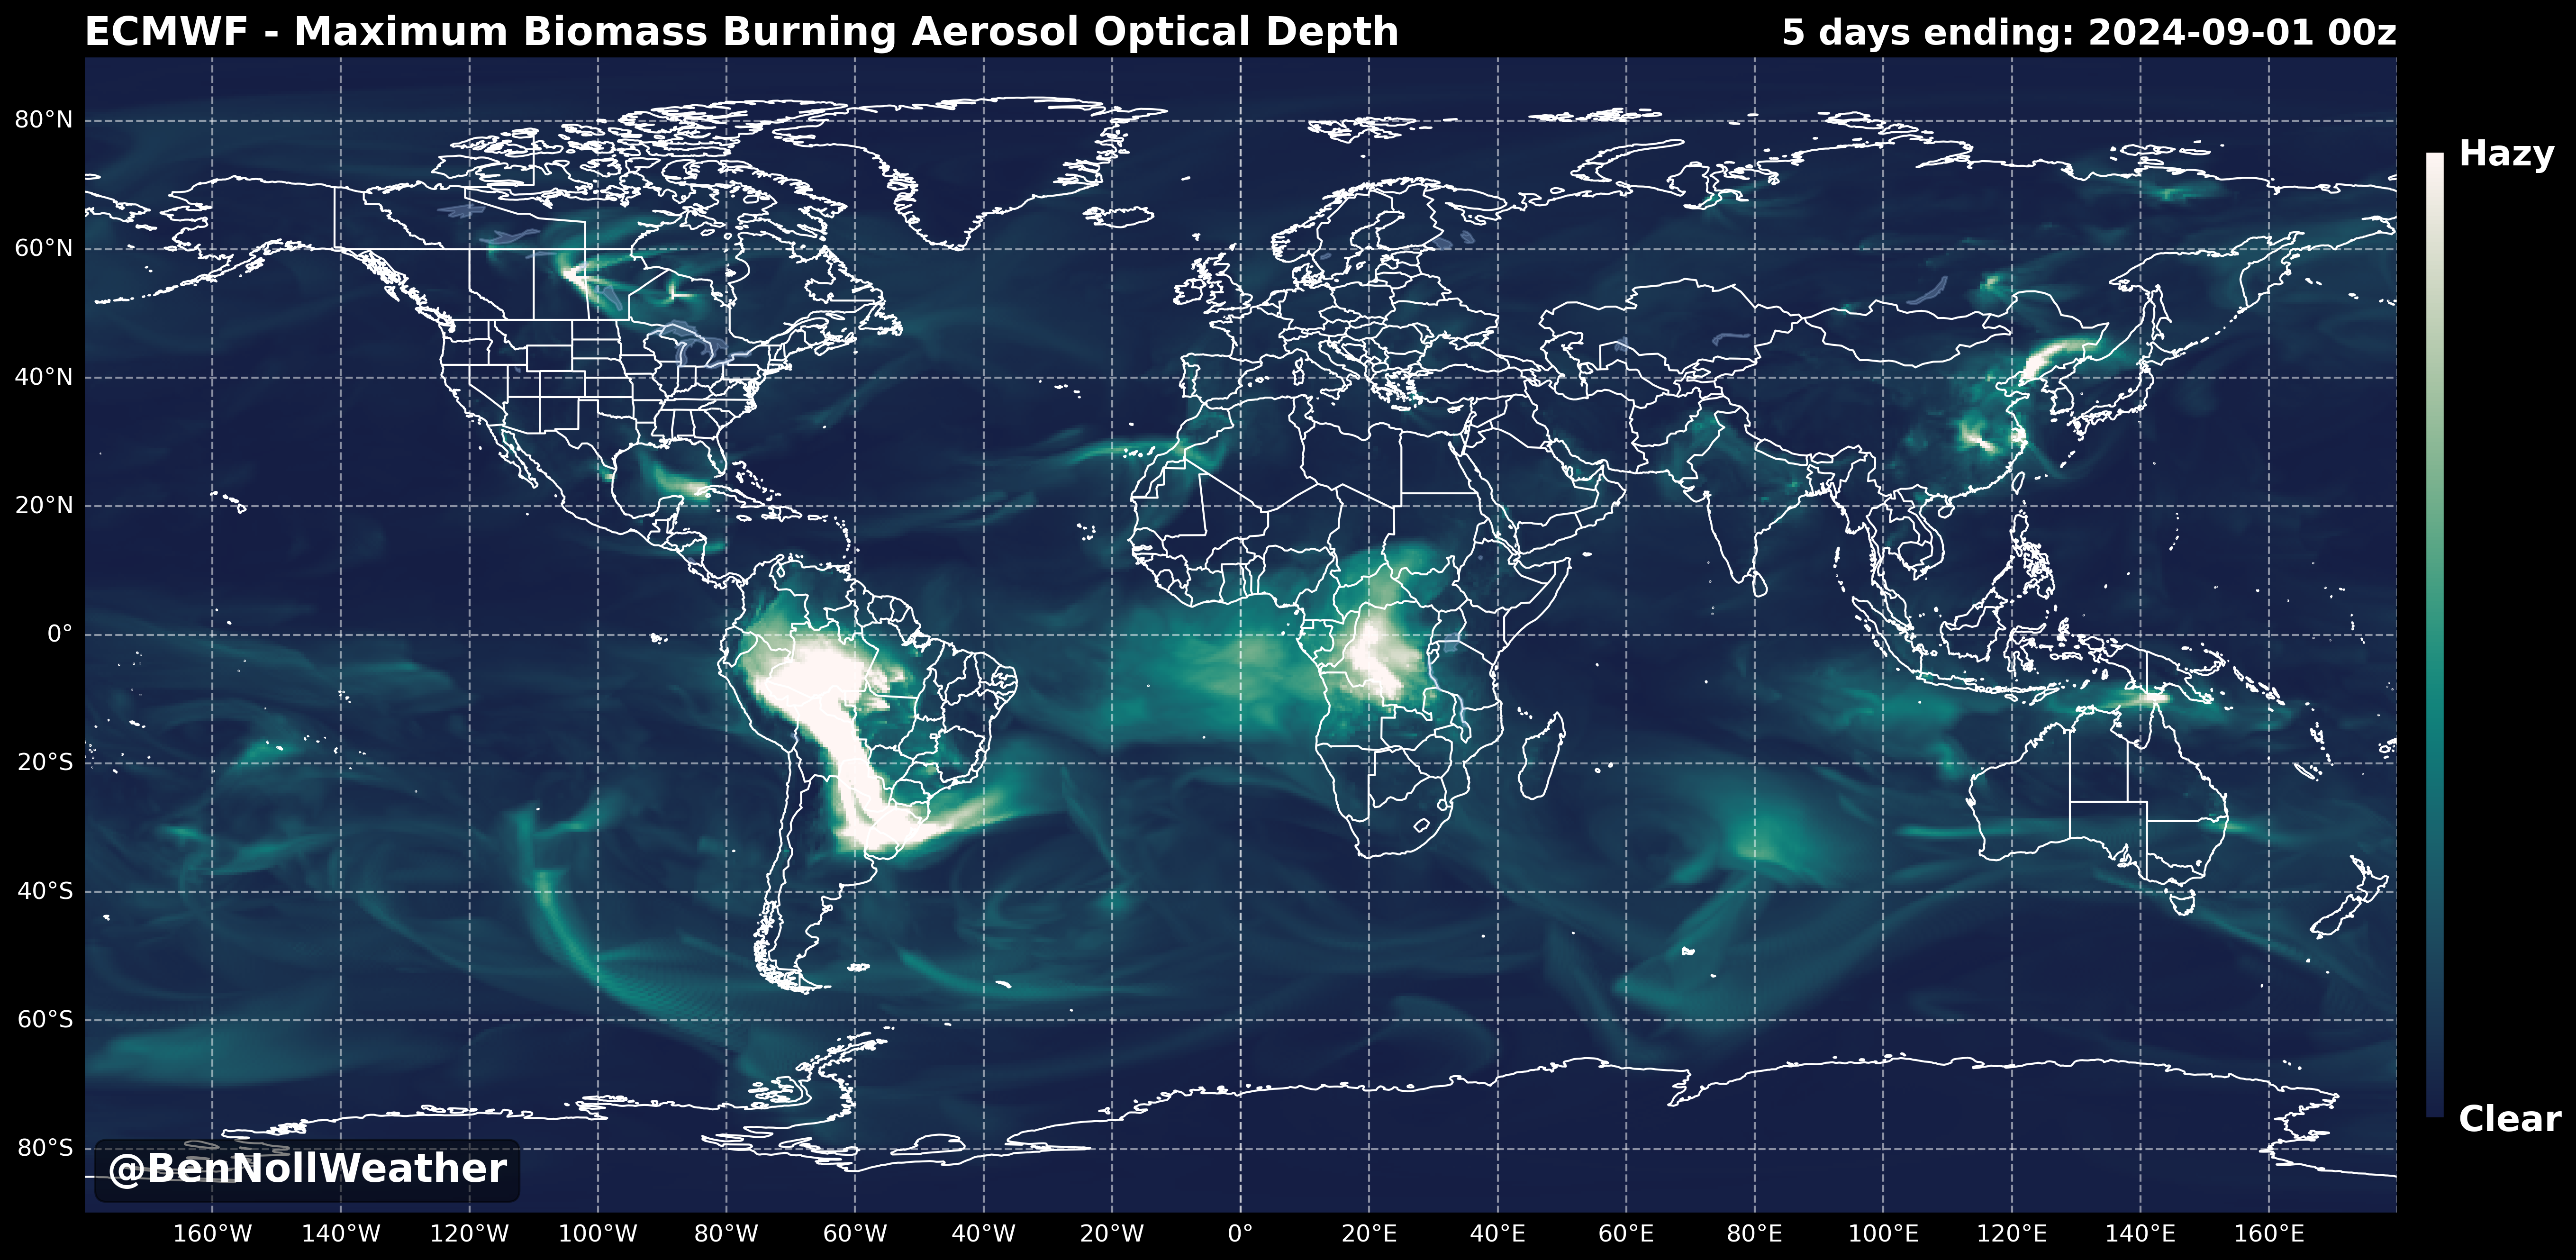 ECMWF - Maximum Biomass Burning Aerosol Optical Depth
5 days ending: 2024-09-01 00z
Hazy
80°N
60°N
40°N
20°N
0°
20°S
40°S
60°S
80°S
Clear
@BenNollWeather
160°W 140°W 120°W 100°W 80°W 60°W 40°W 20°W 0° 20°E 40°E 60°E 80°E 100°E 120°E 140°E 160°E